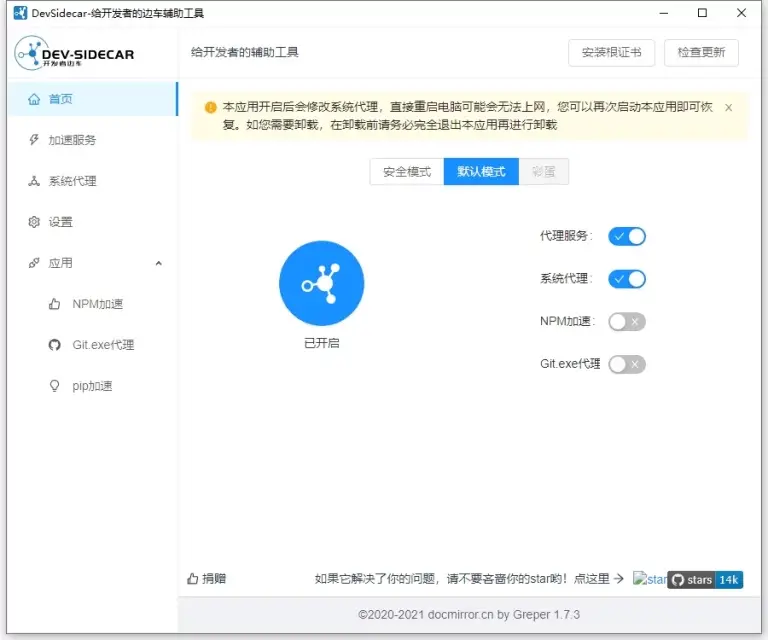 DevSidecar-给开发者的边车辅助工具
DEV-SIDECAR
开发者边车
给开发者的辅助工具
安装根证书
检查更新
首页
加速服务
系统代理
设置
应用
NPM加速
Git.exe代理
pip加速
本应用开启后会修改系统代理，直接重启电脑可能会无法上网，您可以再次启动本应用即可恢
复。如您需要卸载，在卸载前请务必完全退出本应用再进行卸载
安全模式
默认模式
彩蛋
已开启
代理服务：
系统代理：
NPM加速：
Git.exe代理
捐赠
如果它解决了你的问题，请不要吝啬你的star哟！点这里
star
stars 14k
©2020-2021 docmirror.cn by Greper 1.7.3